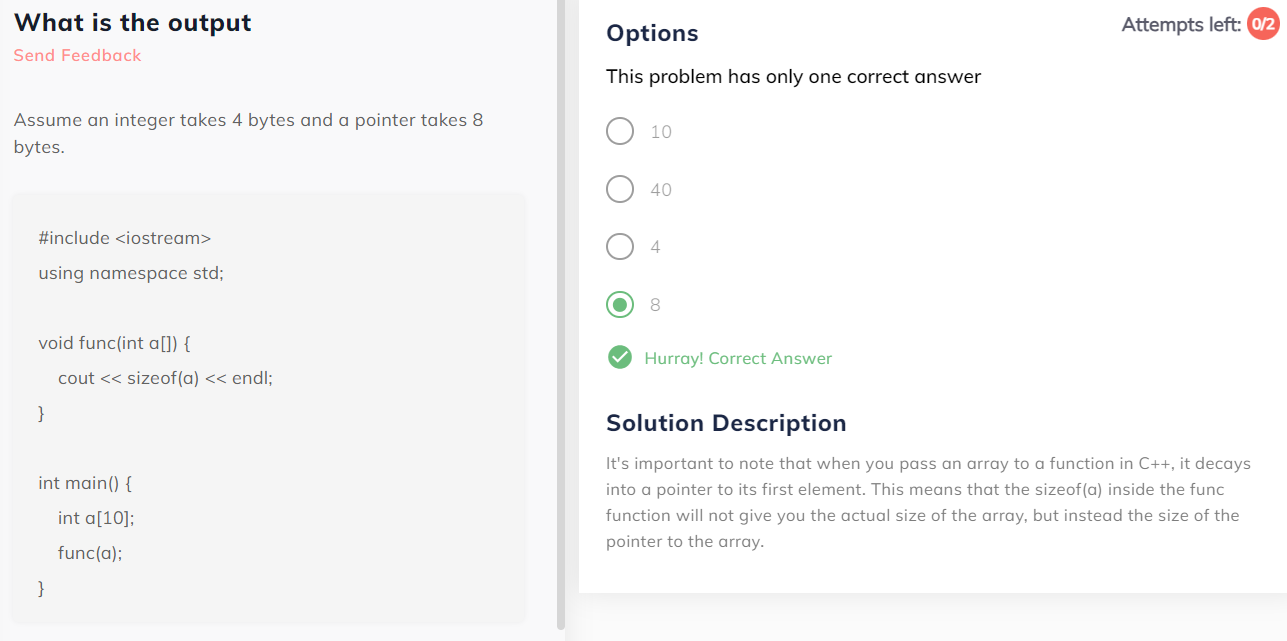 What is the output
Send Feedback
Assume an integer takes 4 bytes and a pointer takes 8
bytes.
#include <iostream>
using namespace std;
void func(int a[]) {
cout << sizeof(a) << endl;
}
int main() {
int a[10];
func(a);
}
Options
Attempts left: 0/2
This problem has only one correct answer
10
40
4
8
Hurray! Correct Answer
Solution Description
It's important to note that when you pass an array to a function in C++, it decays
into a pointer to its first element. This means that the sizeof(a) inside the func
function will not give you the actual size of the array, but instead the size of the
pointer to the array.